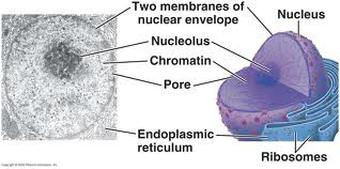 Two membranes of
nuclear envelope
Nucleus
Nucleolus
Chromatin
Pore
Endoplasmic
reticulum
Ribosomes